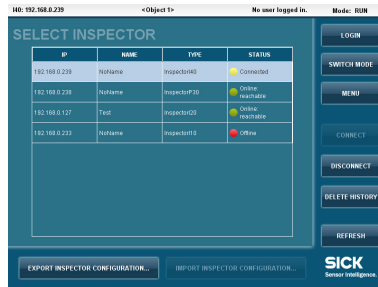 I40: 192.168.0.239 <Object 1> No user logged in. Mode: RUN
SELECT INSPECTOR
IP NAME TYPE STATUS
192.168.0.239 NoName InspectorI40 Connected
192.168.0.238 NoName InspectorP30 Online: reachable
192.168.0.127 Test InspectorI20 Online: reachable
192.168.0.233 NoName InspectorI10 Offline
LOGIN
SWITCH MODE
MENU
CONNECT
DISCONNECT
DELETE HISTORY
REFRESH
EXPORT INSPECTOR CONFIGURATION... IMPORT INSPECTOR CONFIGURATION...
SICK
Sensor Intelligence.